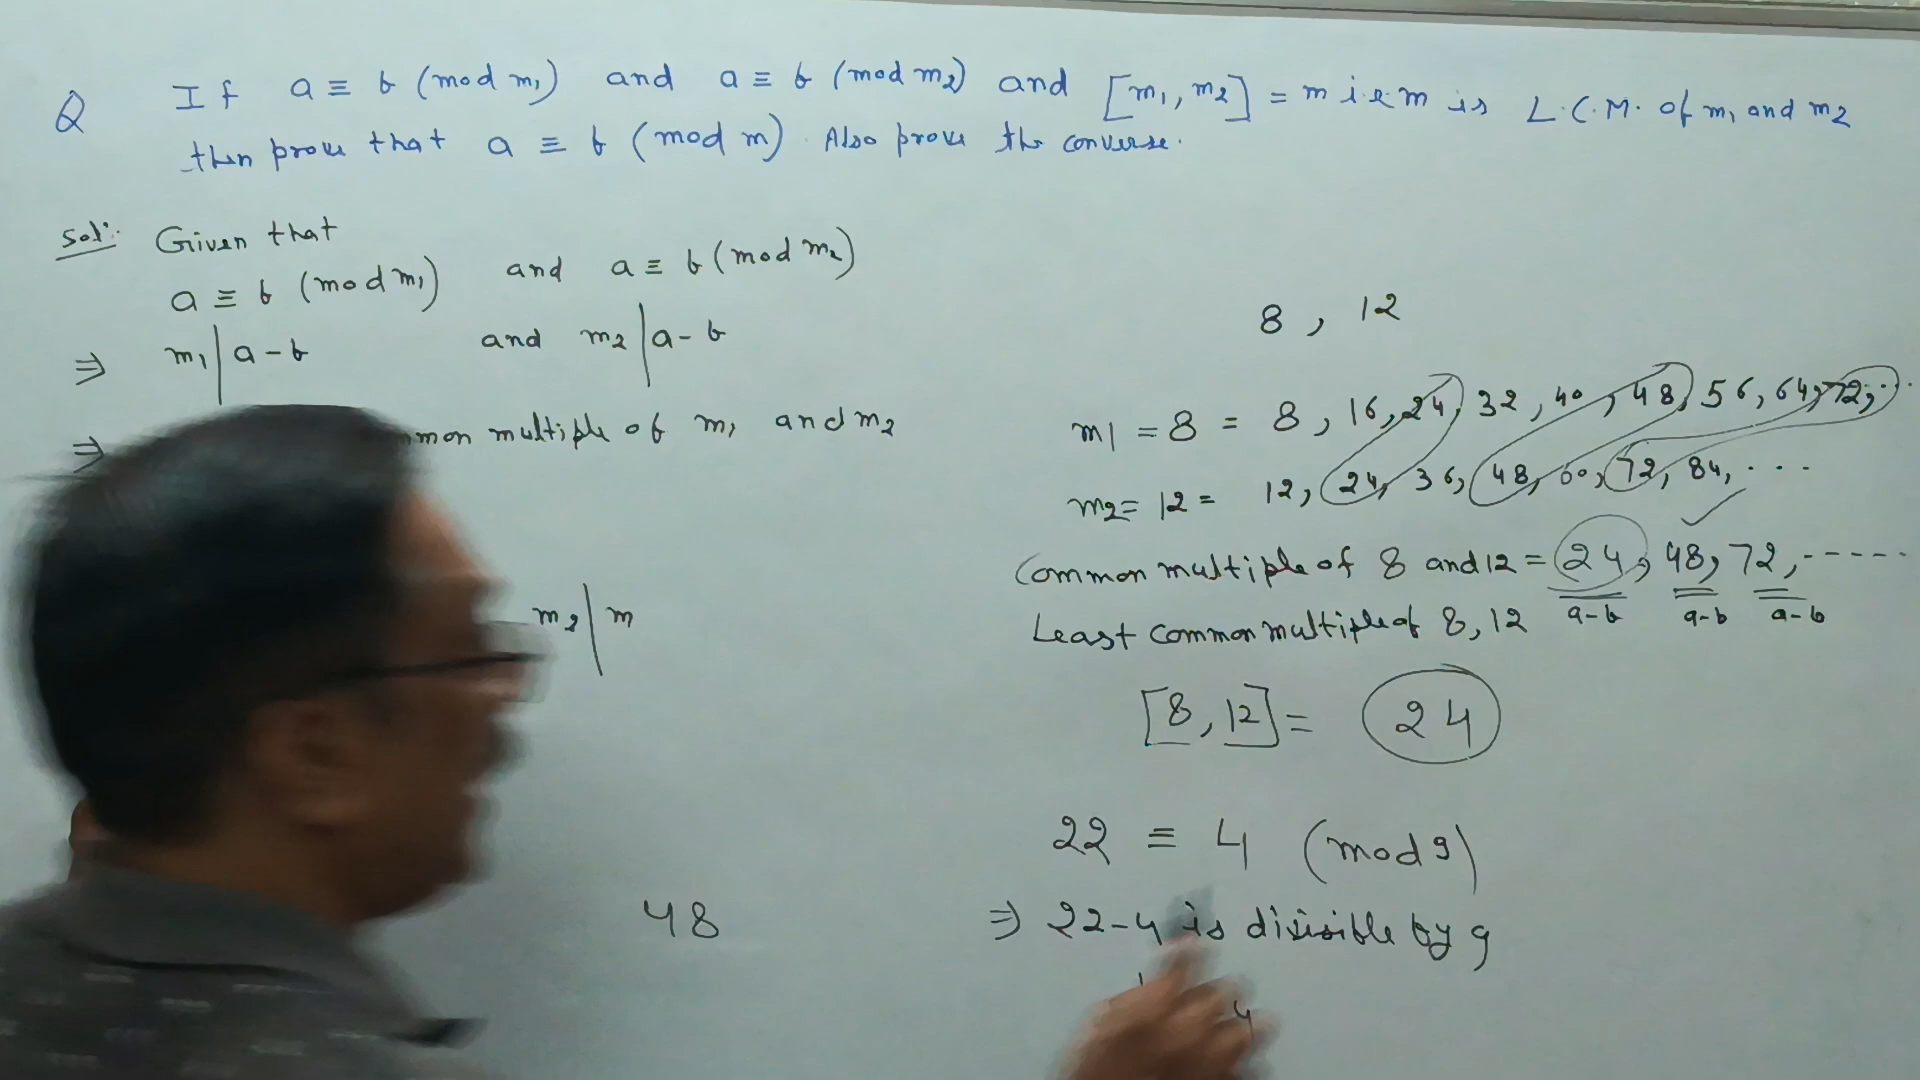 Q If a ≡ b (mod m1) and a ≡ b (mod m2) and [m1, m2] = m i.e m is L.C.M. of m1 and m2
then prove that a ≡ b (mod m). Also prove the converse.
Sol: Given that
a ≡ b (mod m1) and a ≡ b (mod m2)
⇒ m1 | a-b and m2 | a-b
⇒ multiple of m1 and m2
m2 | m
48
8, 12
m1 = 8 = 8, 16, 24, 32, 40, 48, 56, 64, 72, ...
m2 = 12 = 12, 24, 36, 48, 60, 72, 84, ...
Common multiple of 8 and 12 = 24, 48, 72, -----
a-b a-b a-b
Least common multiple of 8, 12
[8, 12] = 24
22 ≡ 4 (mod 9)
⇒ 22-4 is divisible by 9